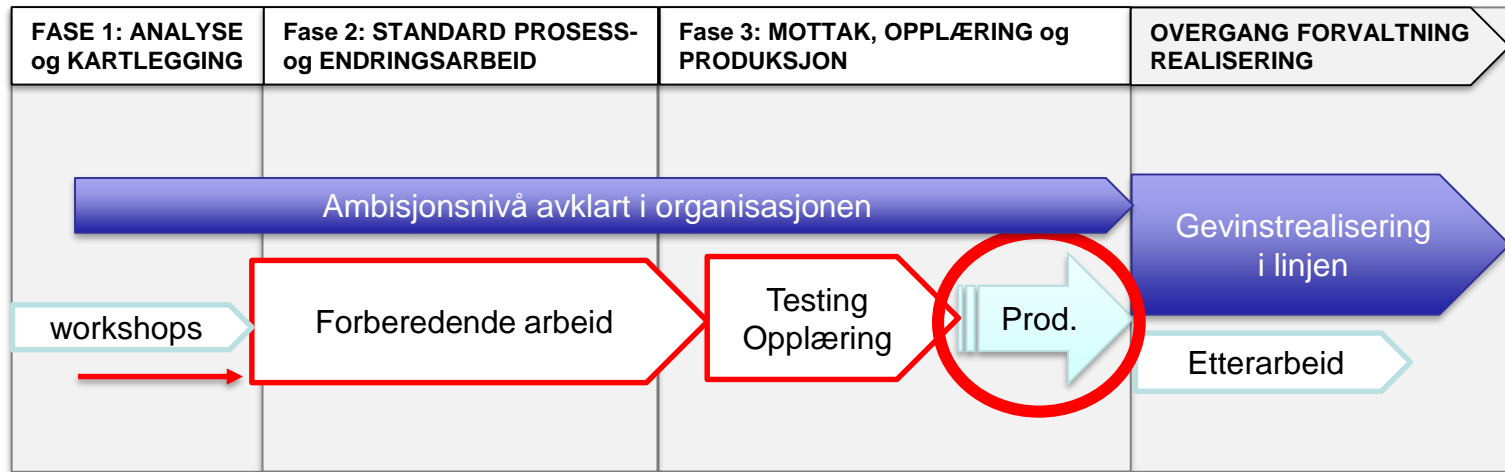 FASE 1: ANALYSE
og KARTLEGGING
Fase 2: STANDARD PROSESS-
og ENDRINGSARBEID
Fase 3: MOTTAK, OPPLÆRING og
PRODUKSJON
OVERGANG FORVALTNING
REALISERING
Ambisjonsnivå avklart i organisasjonen
Gevinstrealisering
i linjen
workshops
Forberedende arbeid
Testing
Opplæring
Prod.
Etterarbeid